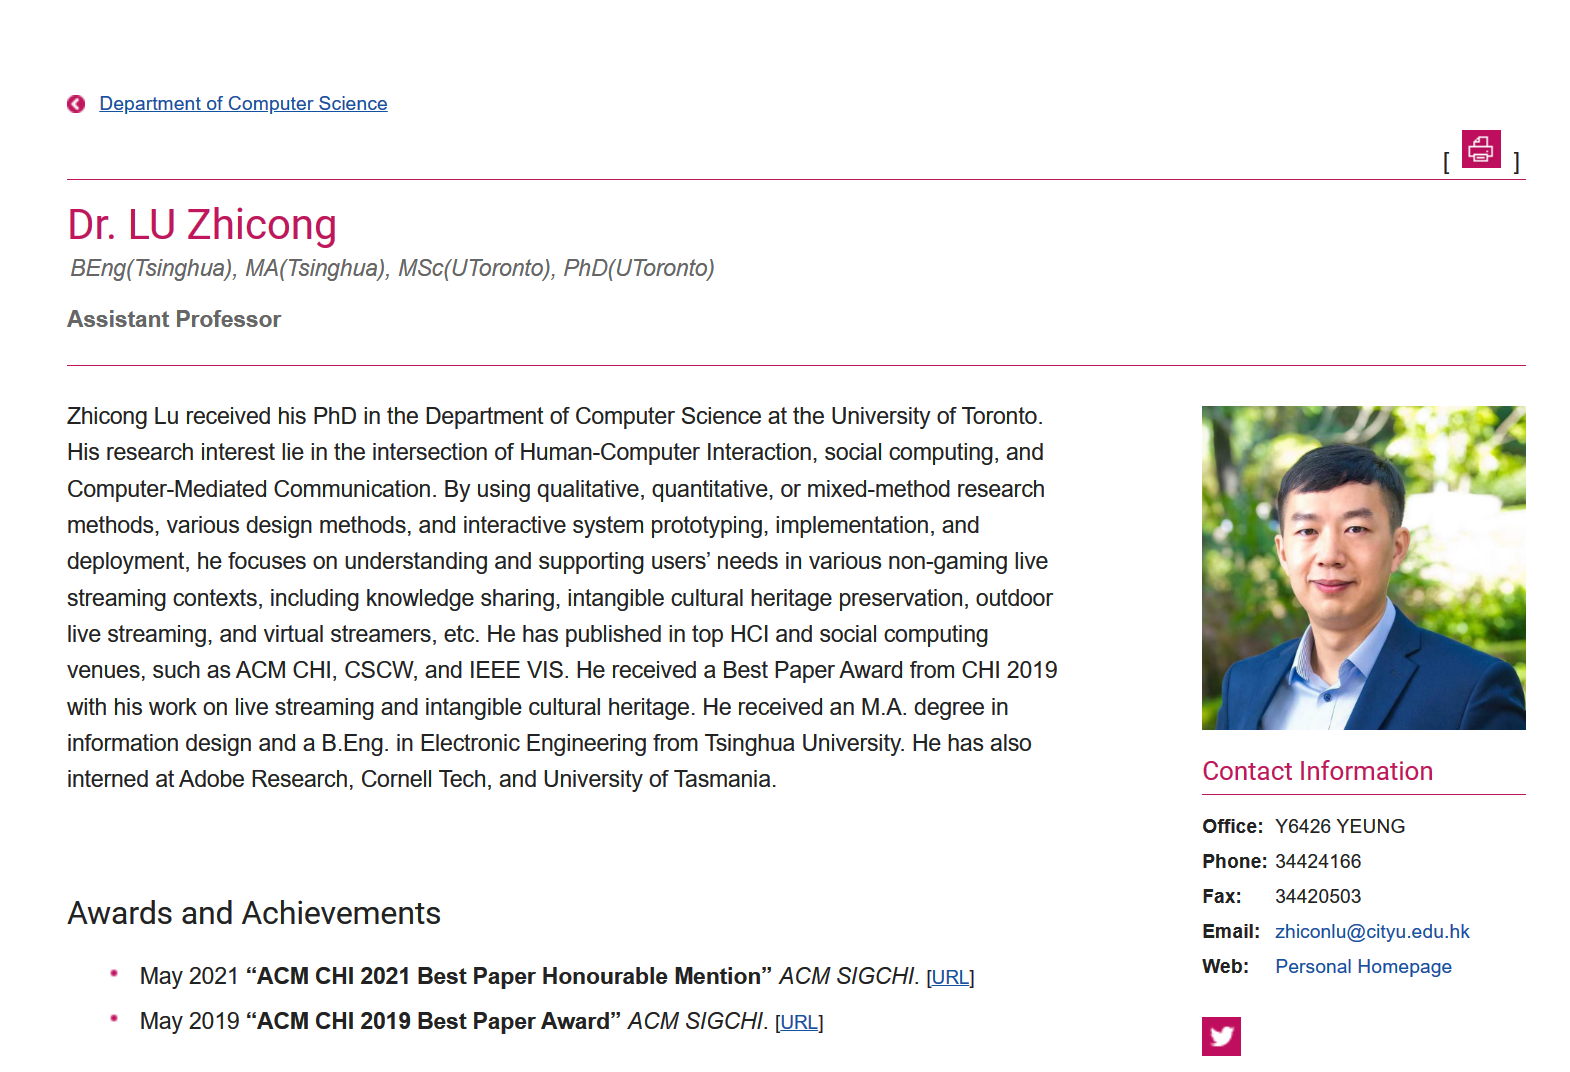 Department of Computer Science
[ ]
Dr. LU Zhicong
BEng(Tsinghua), MA(Tsinghua), MSc(UToronto), PhD(UToronto)
Assistant Professor
Zhicong Lu received his PhD in the Department of Computer Science at the University of Toronto.
His research interest lie in the intersection of Human-Computer Interaction, social computing, and
Computer-Mediated Communication. By using qualitative, quantitative, or mixed-method research
methods, various design methods, and interactive system prototyping, implementation, and
deployment, he focuses on understanding and supporting users’ needs in various non-gaming live
streaming contexts, including knowledge sharing, intangible cultural heritage preservation, outdoor
live streaming, and virtual streamers, etc. He has published in top HCI and social computing
venues, such as ACM CHI, CSCW, and IEEE VIS. He received a Best Paper Award from CHI 2019
with his work on live streaming and intangible cultural heritage. He received an M.A. degree in
information design and a B.Eng. in Electronic Engineering from Tsinghua University. He has also
interned at Adobe Research, Cornell Tech, and University of Tasmania.
Awards and Achievements
May 2021 “ACM CHI 2021 Best Paper Honourable Mention” ACM SIGCHI. [URL]
May 2019 “ACM CHI 2019 Best Paper Award” ACM SIGCHI. [URL]
Contact Information
Office: Y6426 YEUNG
Phone: 34424166
Fax: 34420503
Email: zhiconlu@cityu.edu.hk
Web: Personal Homepage